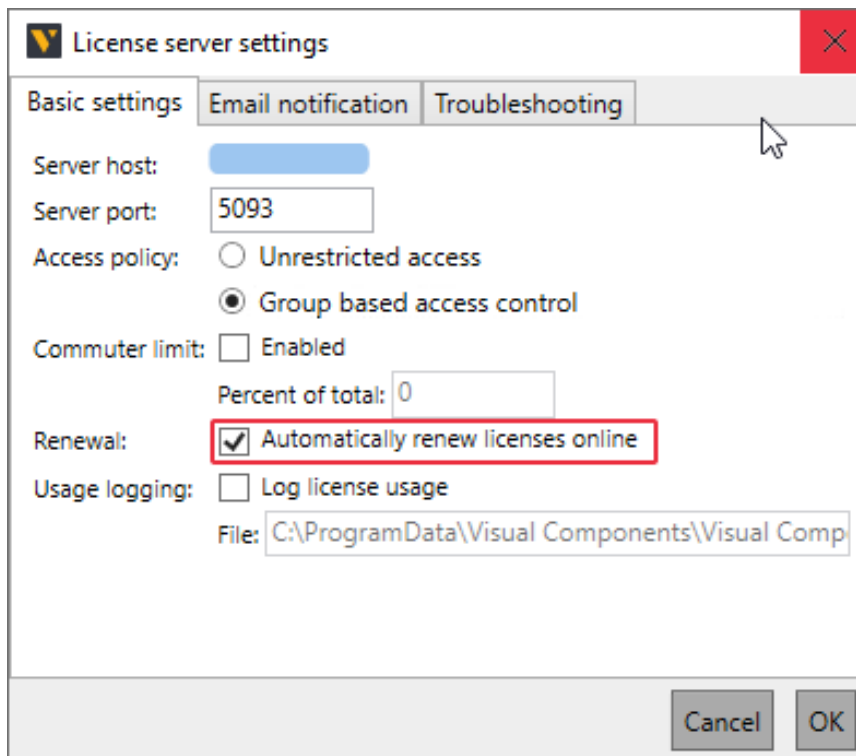 License server settings
Basic settings
Email notification
Troubleshooting
Server host:
Server port: 5093
Access policy: Unrestricted access
Group based access control
Commuter limit: Enabled
Percent of total: 0
Renewal: Automatically renew licenses online
Usage logging: Log license usage
File: C:\ProgramData\Visual Components\Visual Comp
Cancel
OK